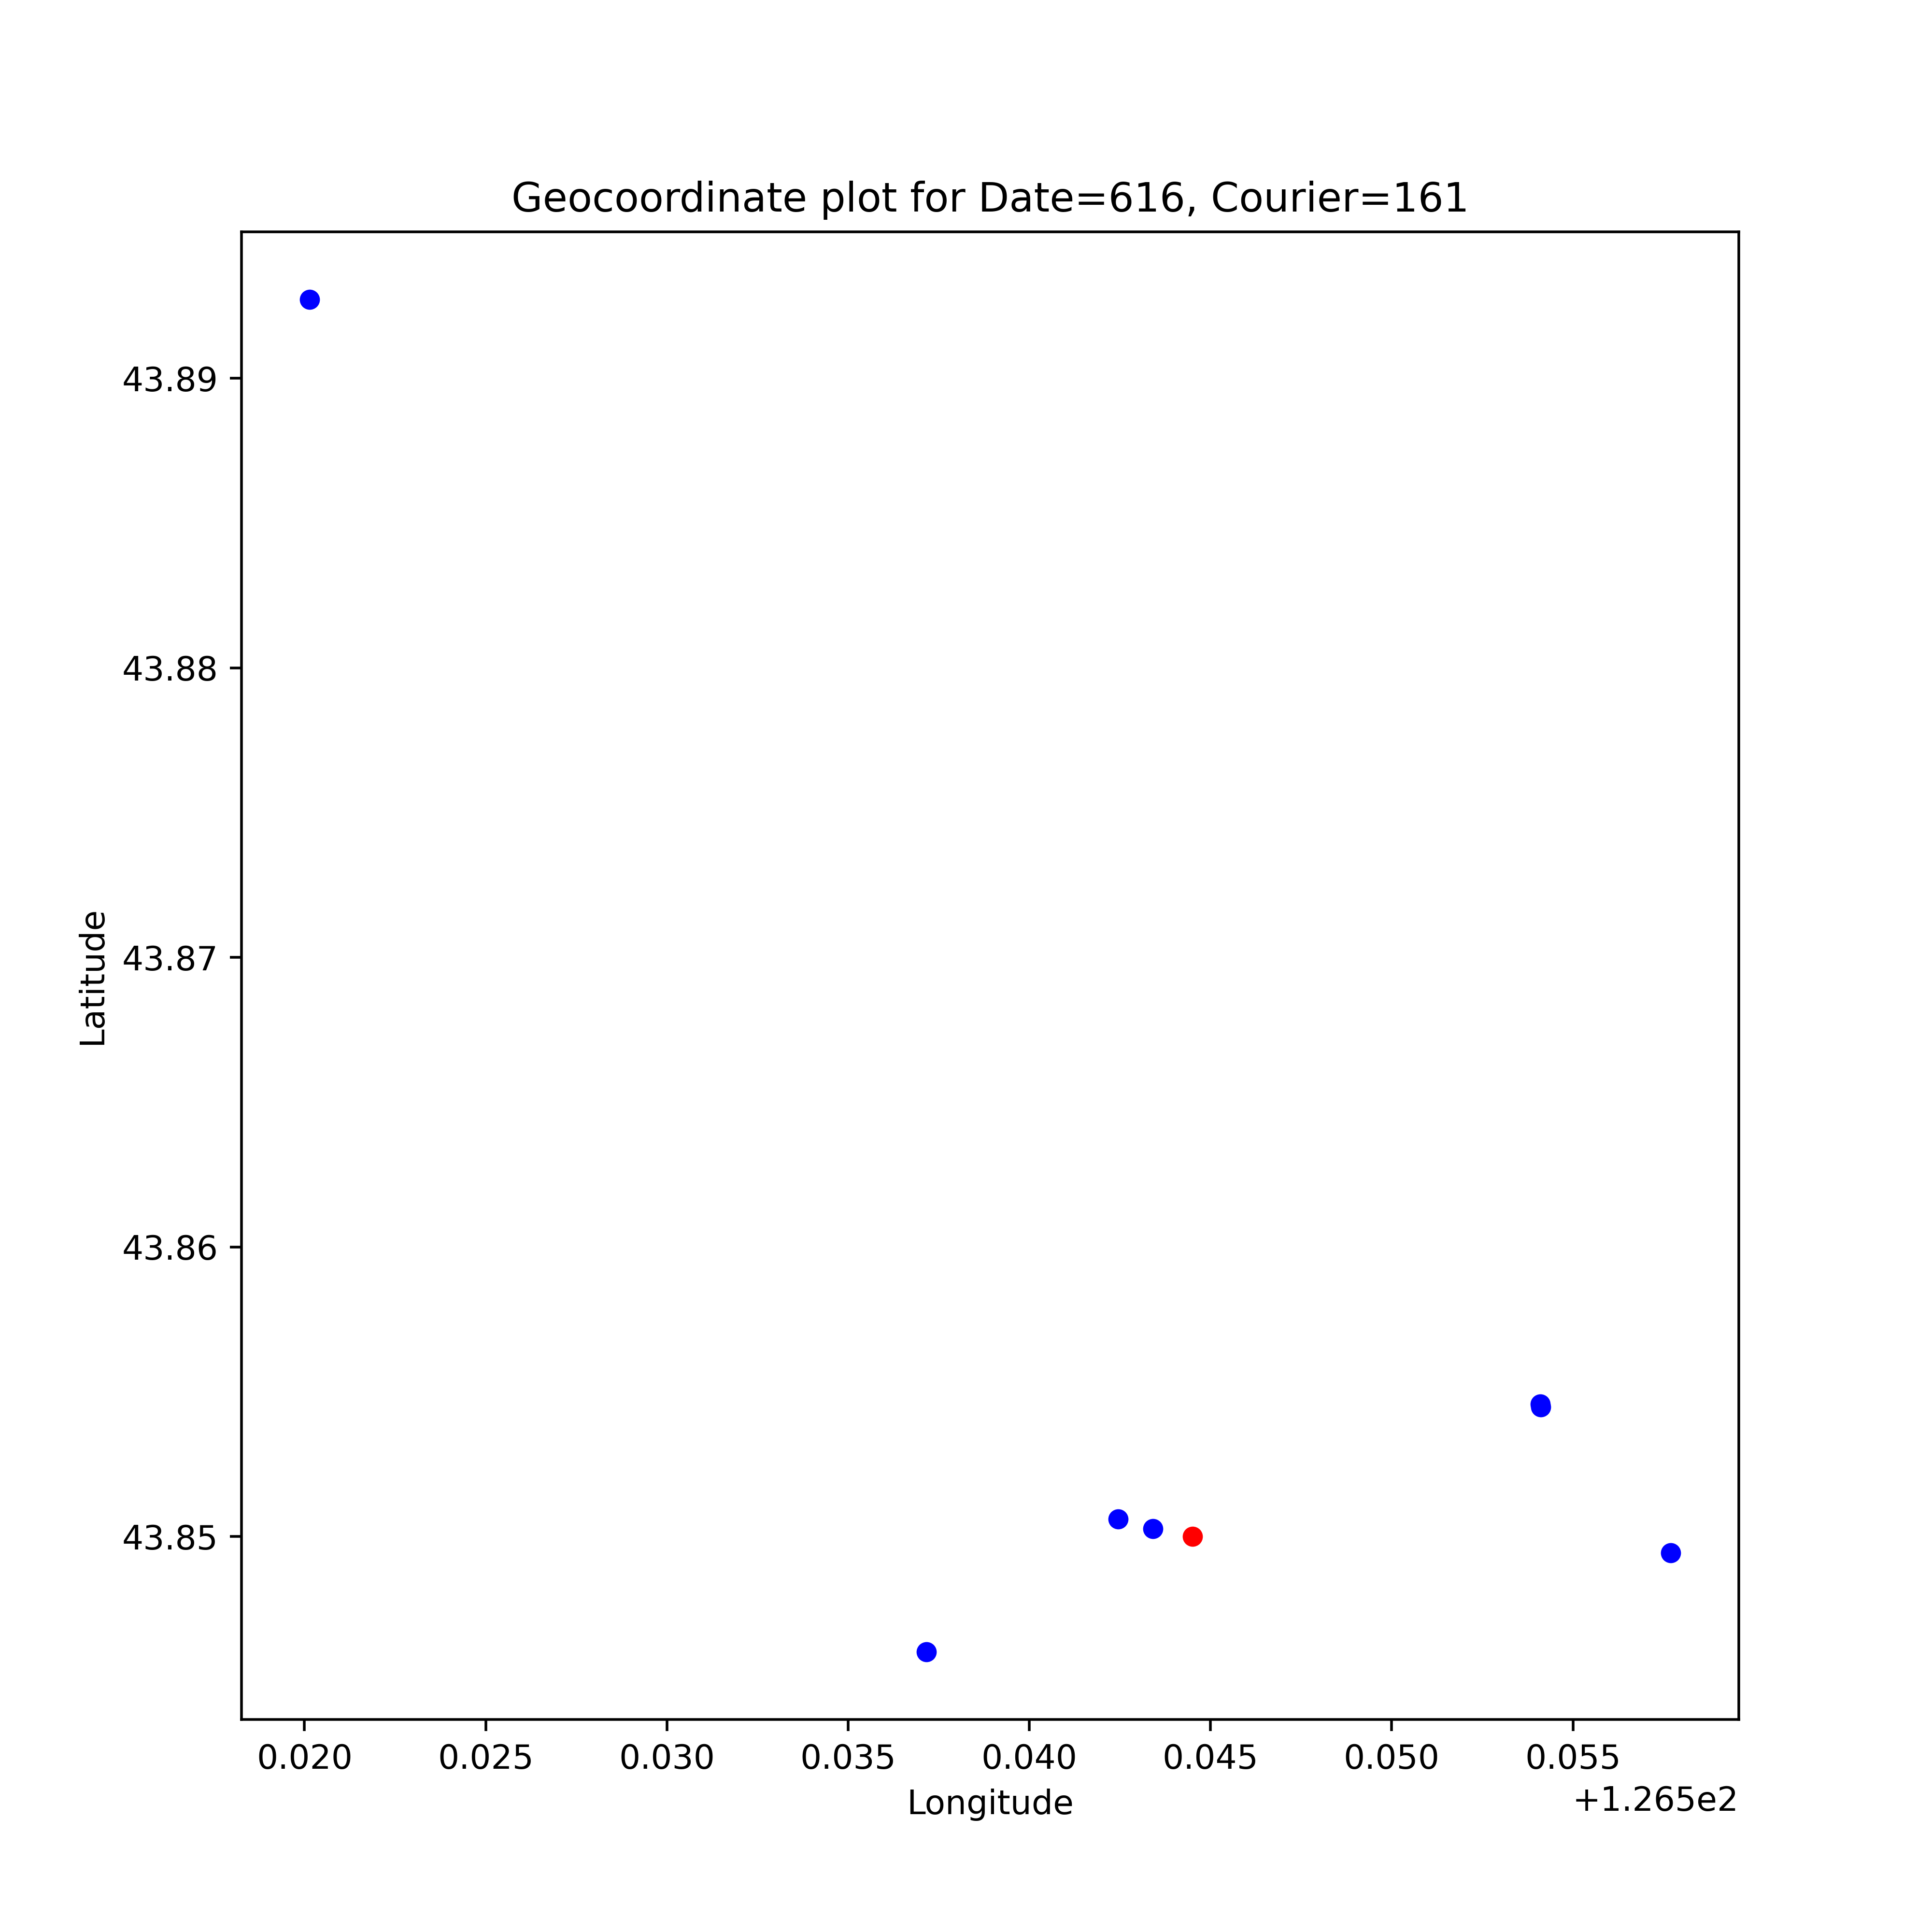 Geocoordinate plot for Date=616, Courier=161
43.89
43.88
43.87
43.86
43.85
Latitude
0.020 0.025 0.030 0.035 0.040 0.045 0.050 0.055
+1.265e2
Longitude